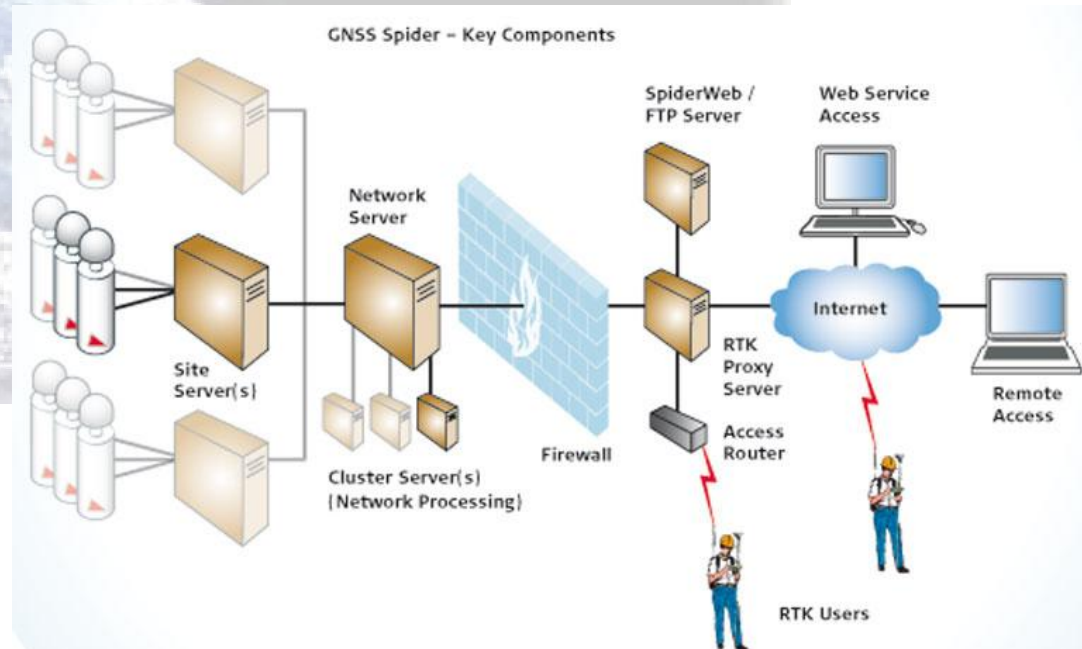 GNSS Spider – Key Components
SpiderWeb /
FTP Server
Web Service
Access
Network
Server
Internet
Site
Server(s)
RTK
Proxy
Server
Remote
Access
Firewall
Access
Router
Cluster Server(s)
(Network Processing)
RTK Users